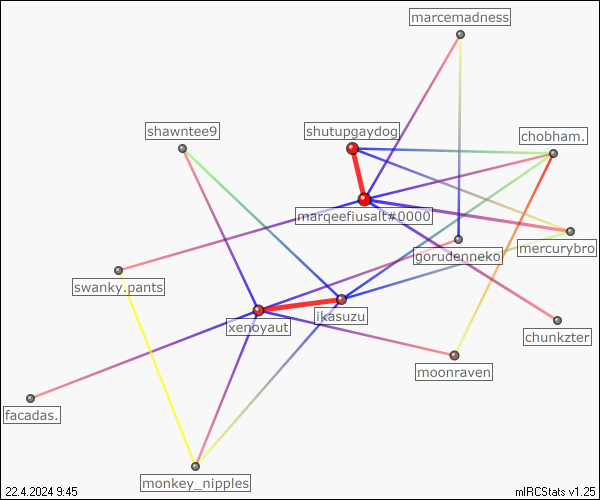 marcemadness
shawntee9
shutupgaydog
chobham.
marqeefiusalt#0000
gorudennekol
mercurybro
swanky.pants
ikasuzu
xenoyaut
chunkzter
moonraven
facadas.
monkey_nipples
22.4.2024 9:45
mIRCStats v1.25